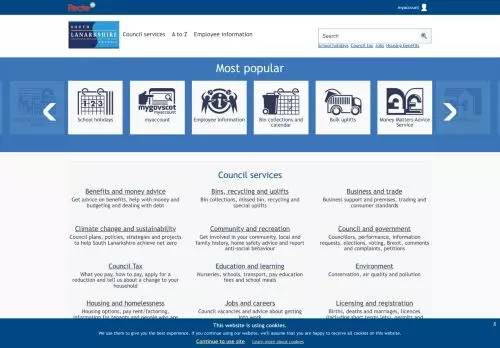 Recite
myaccount
SOUTH
LANARKSHIRE
COUNCIL
Council services
A to Z
Employee information
Search
School holidays Council tax Jobs Housing benefits
Most popular
School holidays
mygovscot
myaccount
myaccount
Employee Information
Bin collections and
calendar
Bulk uplifts
Money Matters Advice
Service
Council services
Benefits and money advice
Get advice on benefits, help with money and
budgeting and dealing with debt
Bins, recycling and uplifts
Bin collections, missed bin, recycling and
special uplifts
Business and trade
Business support and premises, trading and
consumer standards
Climate change and sustainability
Council plans, policies, strategies and projects
to help South Lanarkshire achieve net zero
Community and recreation
Get involved in your community, local and
family history, home safety advice and report
anti-social behaviour
Council and government
Councillors, performance, information
requests, elections, voting, Brexit, comments
and complaints, petitions
Council Tax
What you pay, how to pay, apply for a
reduction and tell us about a change to your
household
Education and learning
Nurseries, schools, transport, pay education
fees and school meals
Environment
Conservation, air quality and pollution
Housing and homelessness
Housing options, pay rent/factoring,
information for tenants and people who are
Jobs and careers
Council vacancies and advice about getting
into work
Licensing and registration
Births, deaths and marriages, licences
(including short term lets), permits and
This website is using cookies.
We use them to give you the best experience. If you continue using our website, we'll assume that you are happy to receive all cookies on this website.
Continue to use site
Learn more about cookies
x